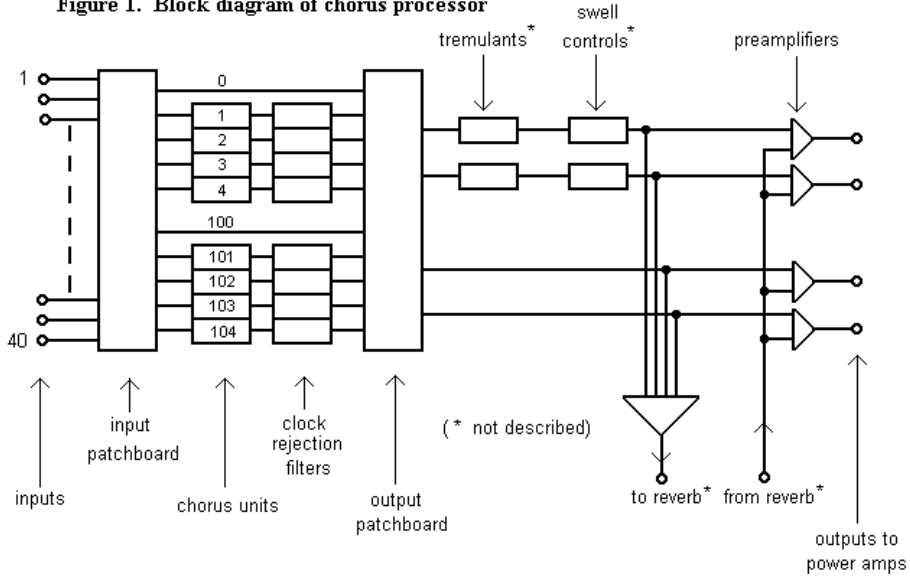 Figure 1. Block diagram of chorus processor
swell
controls*
tremulants*
preamplifiers
1
0
1
2
3
4
100
101
102
103
104
40
input
patchboard
clock
rejection
filters
( * not described)
inputs
chorus units
output
patchboard
to reverb*
from reverb*
outputs to
power amps